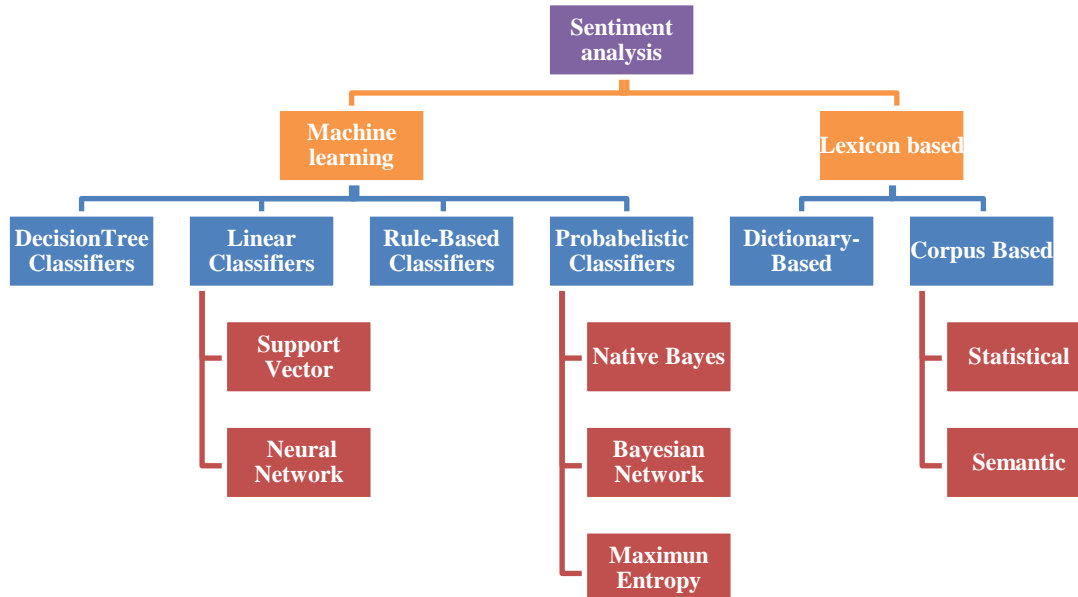 Sentiment
analysis
Machine
learning
Lexicon based
DecisionTree
Classifiers
Linear
Classifiers
Rule-Based
Classifiers
Probabelistic
Classifiers
Dictionary-
Based
Corpus Based
Support
Vector
Neural
Network
Native Bayes
Bayesian
Network
Maximun
Entropy
Statistical
Semantic